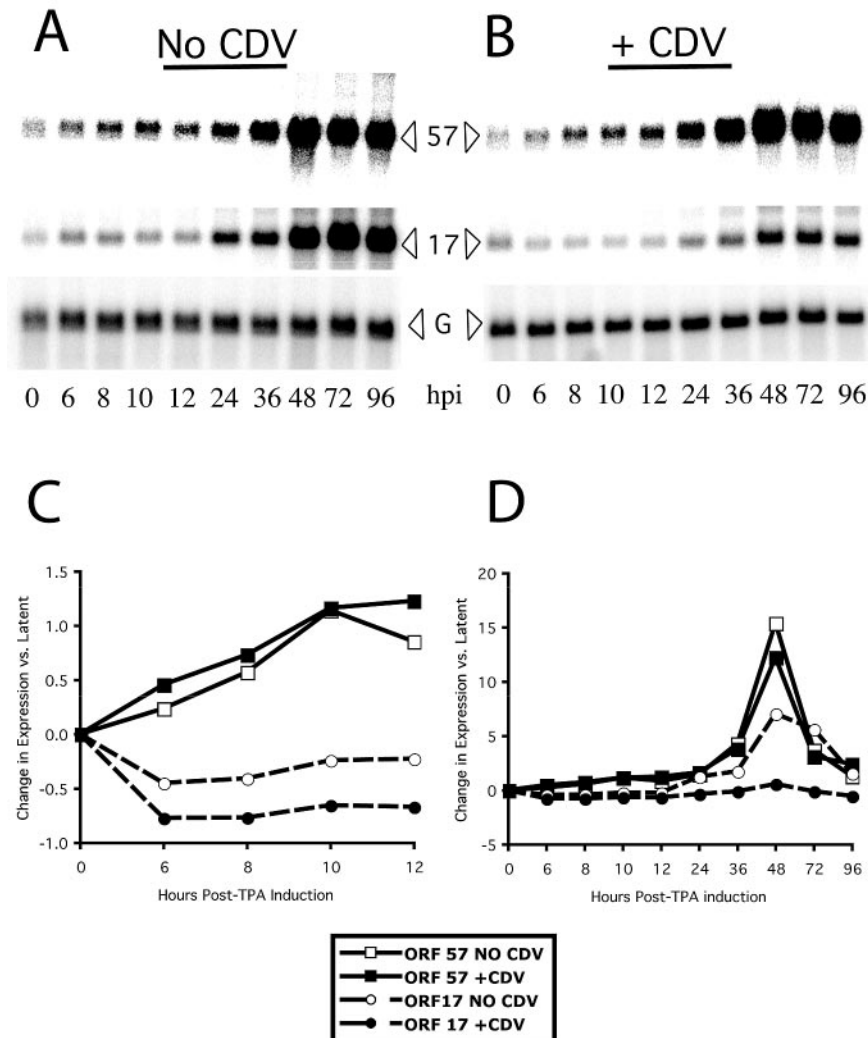 A
No CDV
B
+ CDV
57
17
G
0 6 8 10 12 24 36 48 72 96 hpi 0 6 8 10 12 24 36 48 72 96
C
1.5
1.0
0.5
0.0
-0.5
-1.0
Change in Expression vs. Latent
0 6 8 10 12
Hours Post-TPA Induction
D
20
15
10
5
0
-5
Change in Expression vs. Latent
0 6 8 10 12 24 36 48 72 96
Hours Post-TPA induction
ORF 57 NO CDV
ORF 57 +CDV
ORF17 NO CDV
ORF 17 +CDV